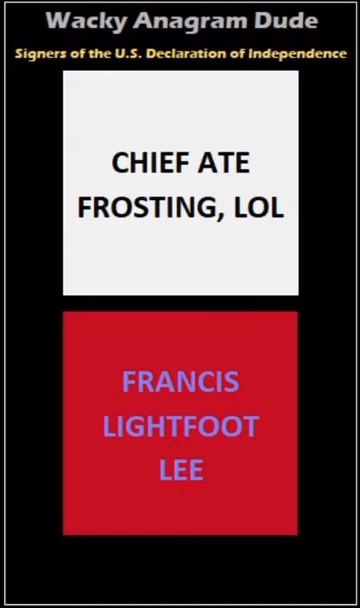 Wacky Anagram Dude
Signers of the U.S. Declaration of Independence
CHIEF ATE
FROSTING, LOL
FRANCIS
LIGHTFOOT
LEE